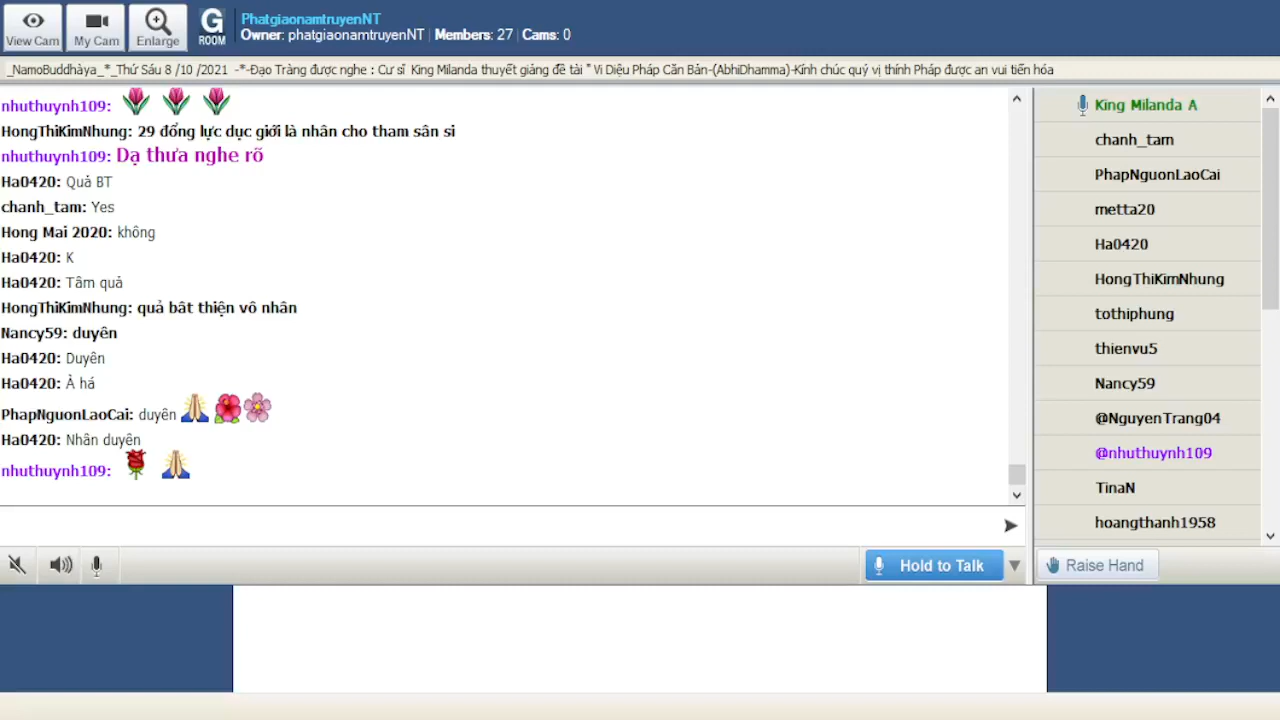 View Cam
My Cam
Enlarge
G
ROOM
PhatgiaonamtruyenNT
Owner: phatgiaonamtruyenNT | Members: 27 | Cams: 0
_NamoBuddhàya_*_Thứ Sáu 8 /10 /2021 -*-Đạo Tràng được nghe : Cư sĩ King Milanda thuyết giảng đề tài " Vi Diệu Pháp Căn Bản-(AbhiDhamma)-Kính chúc quý vị thính Pháp được an vui tiến hóa
nhuthuynh109:
HongThiKimNhung: 29 đổng lực dục giới là nhân cho tham sân si
nhuthuynh109: Dạ thưa nghe rõ
Ha0420: Quả BT
chanh_tam: Yes
Hong Mai 2020: không
Ha0420: K
Ha0420: Tâm quả
HongThiKimNhung: quả bât thiện vô nhân
Nancy59: duyên
Ha0420: Duyên
Ha0420: À há
PhapNguonLaoCai: duyên
Ha0420: Nhân duyên
nhuthuynh109:
King Milanda A
chanh_tam
PhapNguonLaoCai
metta20
Ha0420
HongThiKimNhung
tothiphung
thienvu5
Nancy59
@NguyenTrang04
@nhuthuynh109
TinaN
hoangthanh1958
Hold to Talk
Raise Hand